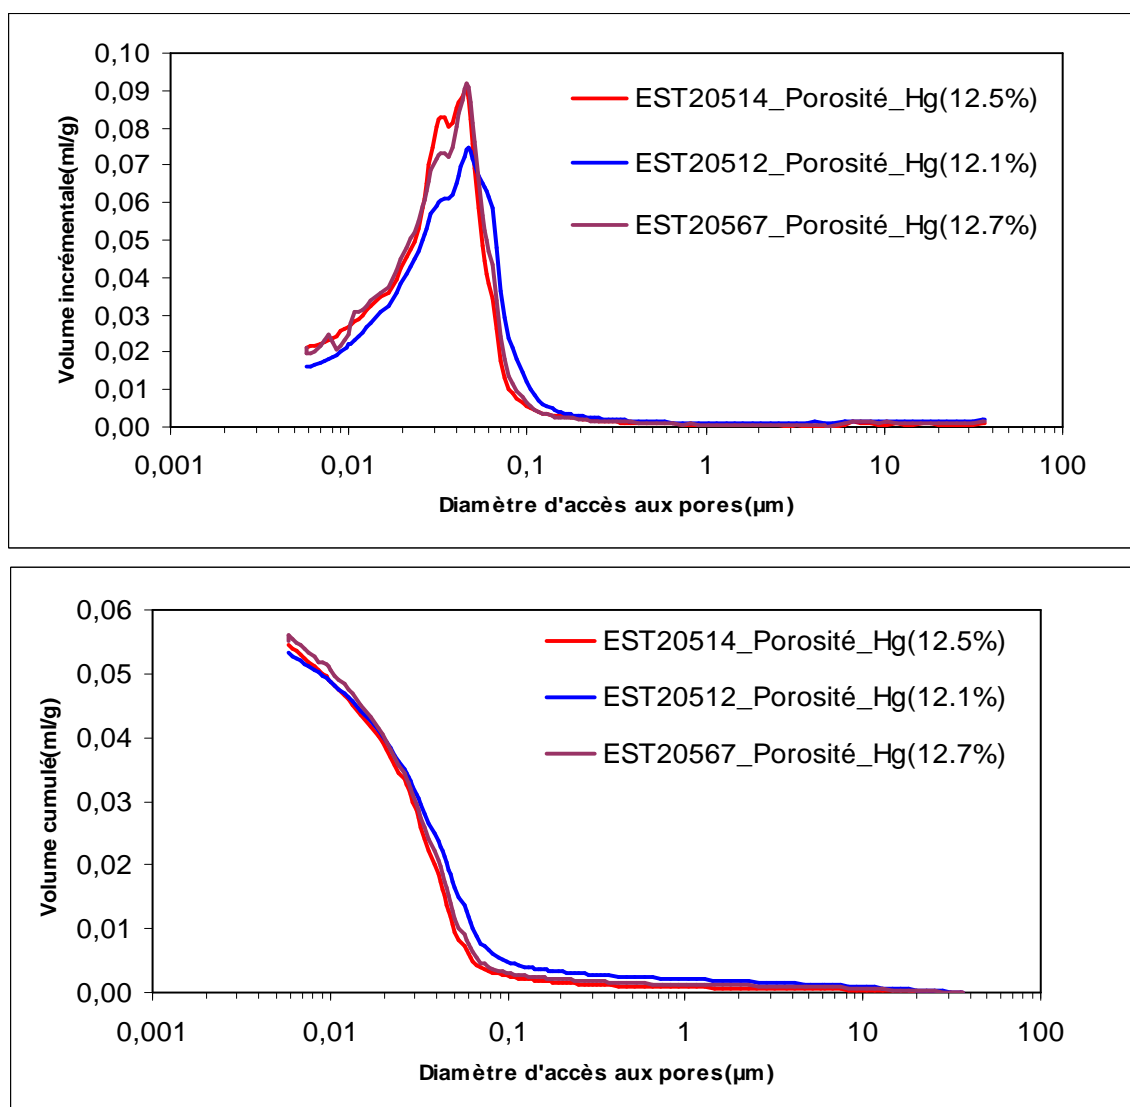 0,10
0,09
0,08
0,07
0,06
0,05
0,04
0,03
0,02
0,01
0,00
Volume incrémentale(ml/g)
EST20514_Porosité_Hg(12.5%)
EST20512_Porosité_Hg(12.1%)
EST20567_Porosité_Hg(12.7%)
0,001 0,01 0,1 1 10 100
Diamètre d'accès aux pores(µm)
0,06
0,05
0,04
0,03
0,02
0,01
0,00
Volume cumulé(ml/g)
EST20514_Porosité_Hg(12.5%)
EST20512_Porosité_Hg(12.1%)
EST20567_Porosité_Hg(12.7%)
0,001 0,01 0,1 1 10 100
Diamètre d'accès aux pores(µm)